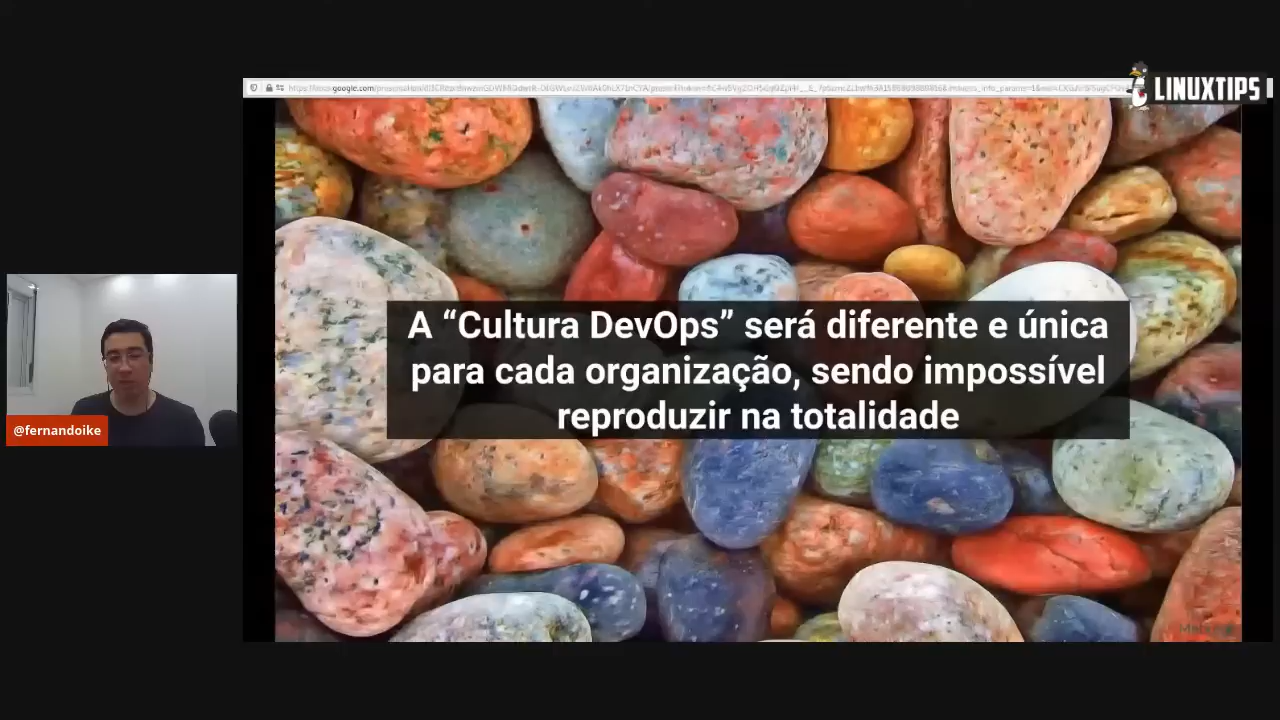 LINUXTIPS
A “Cultura DevOps” será diferente e única
para cada organização, sendo impossível
reproduzir na totalidade
@fernandoike